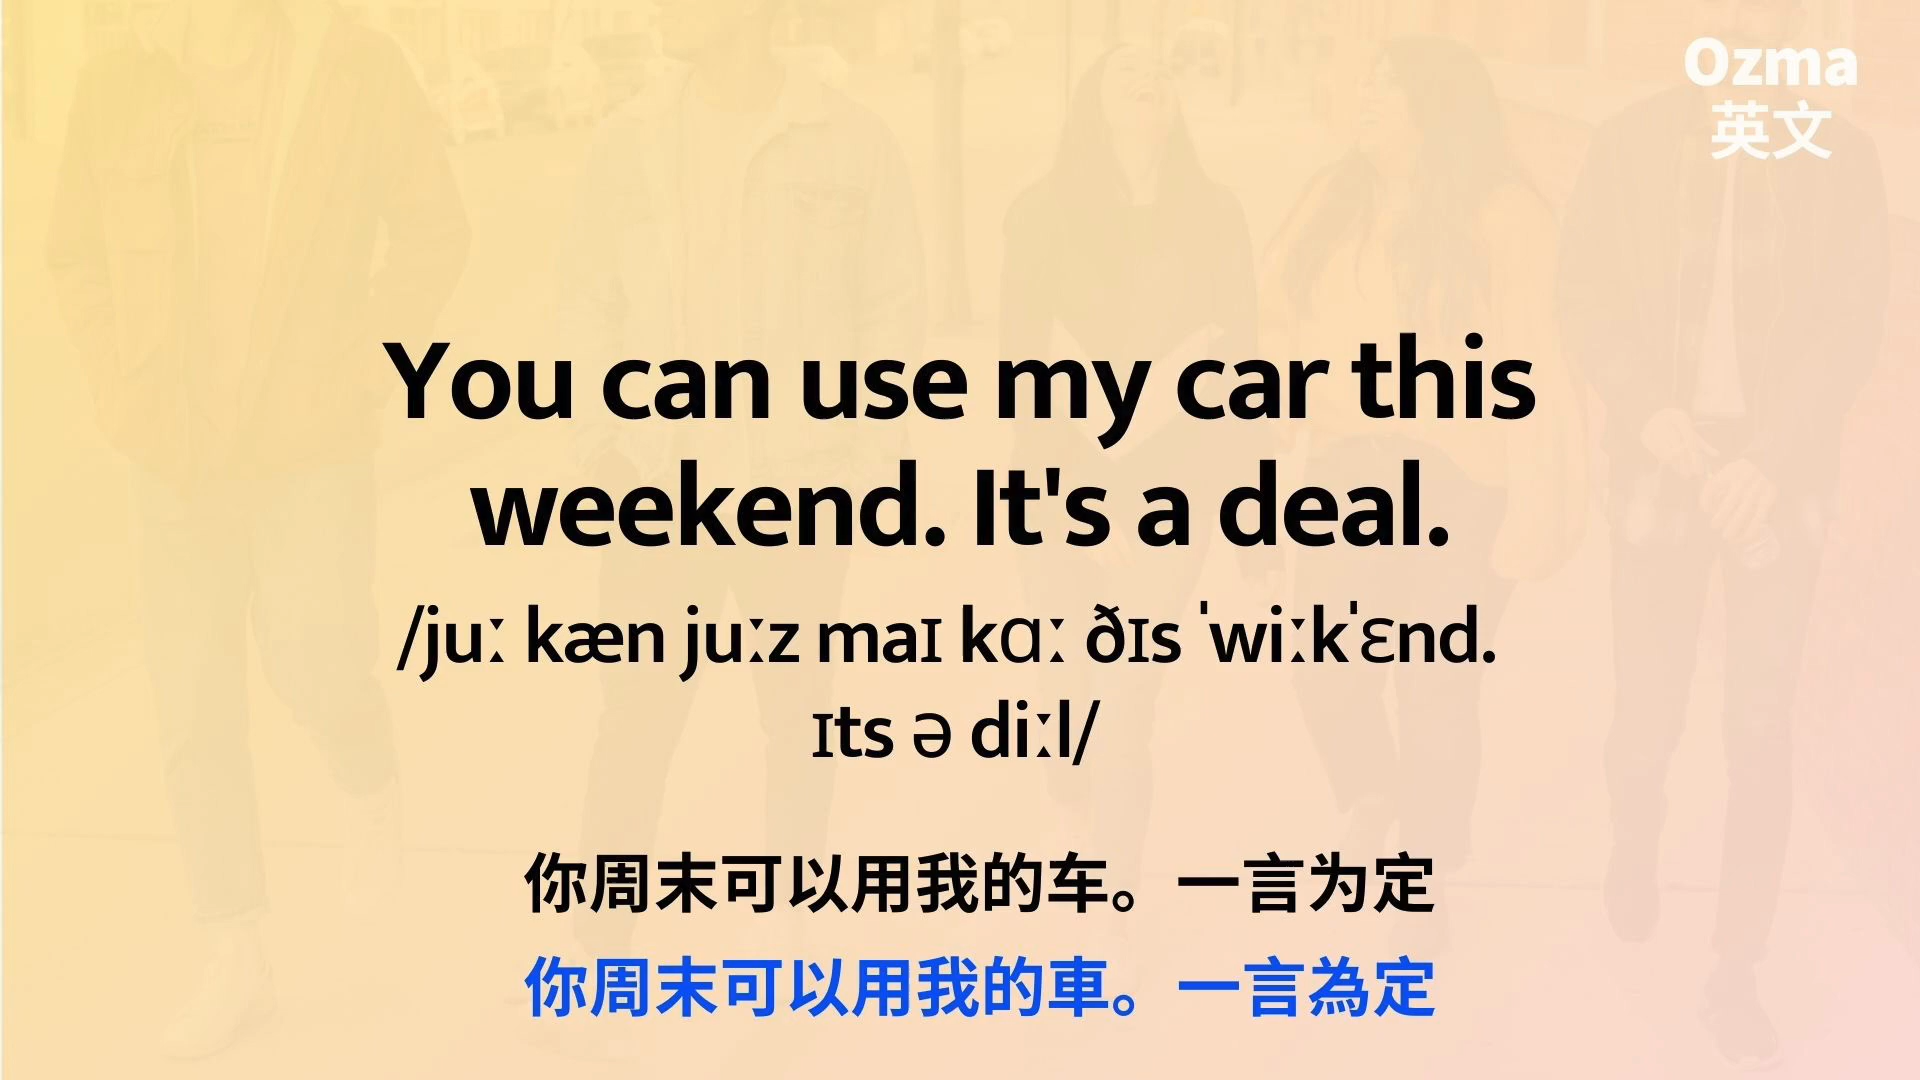 Ozma
英文
You can use my car this
weekend. It's a deal.
/juː kæn juːz maɪ kɑː ðɪs ˈwiːkˈɛnd.
ɪts ə diːl/
你周末可以用我的车。一言为定
你周末可以用我的車。一言為定